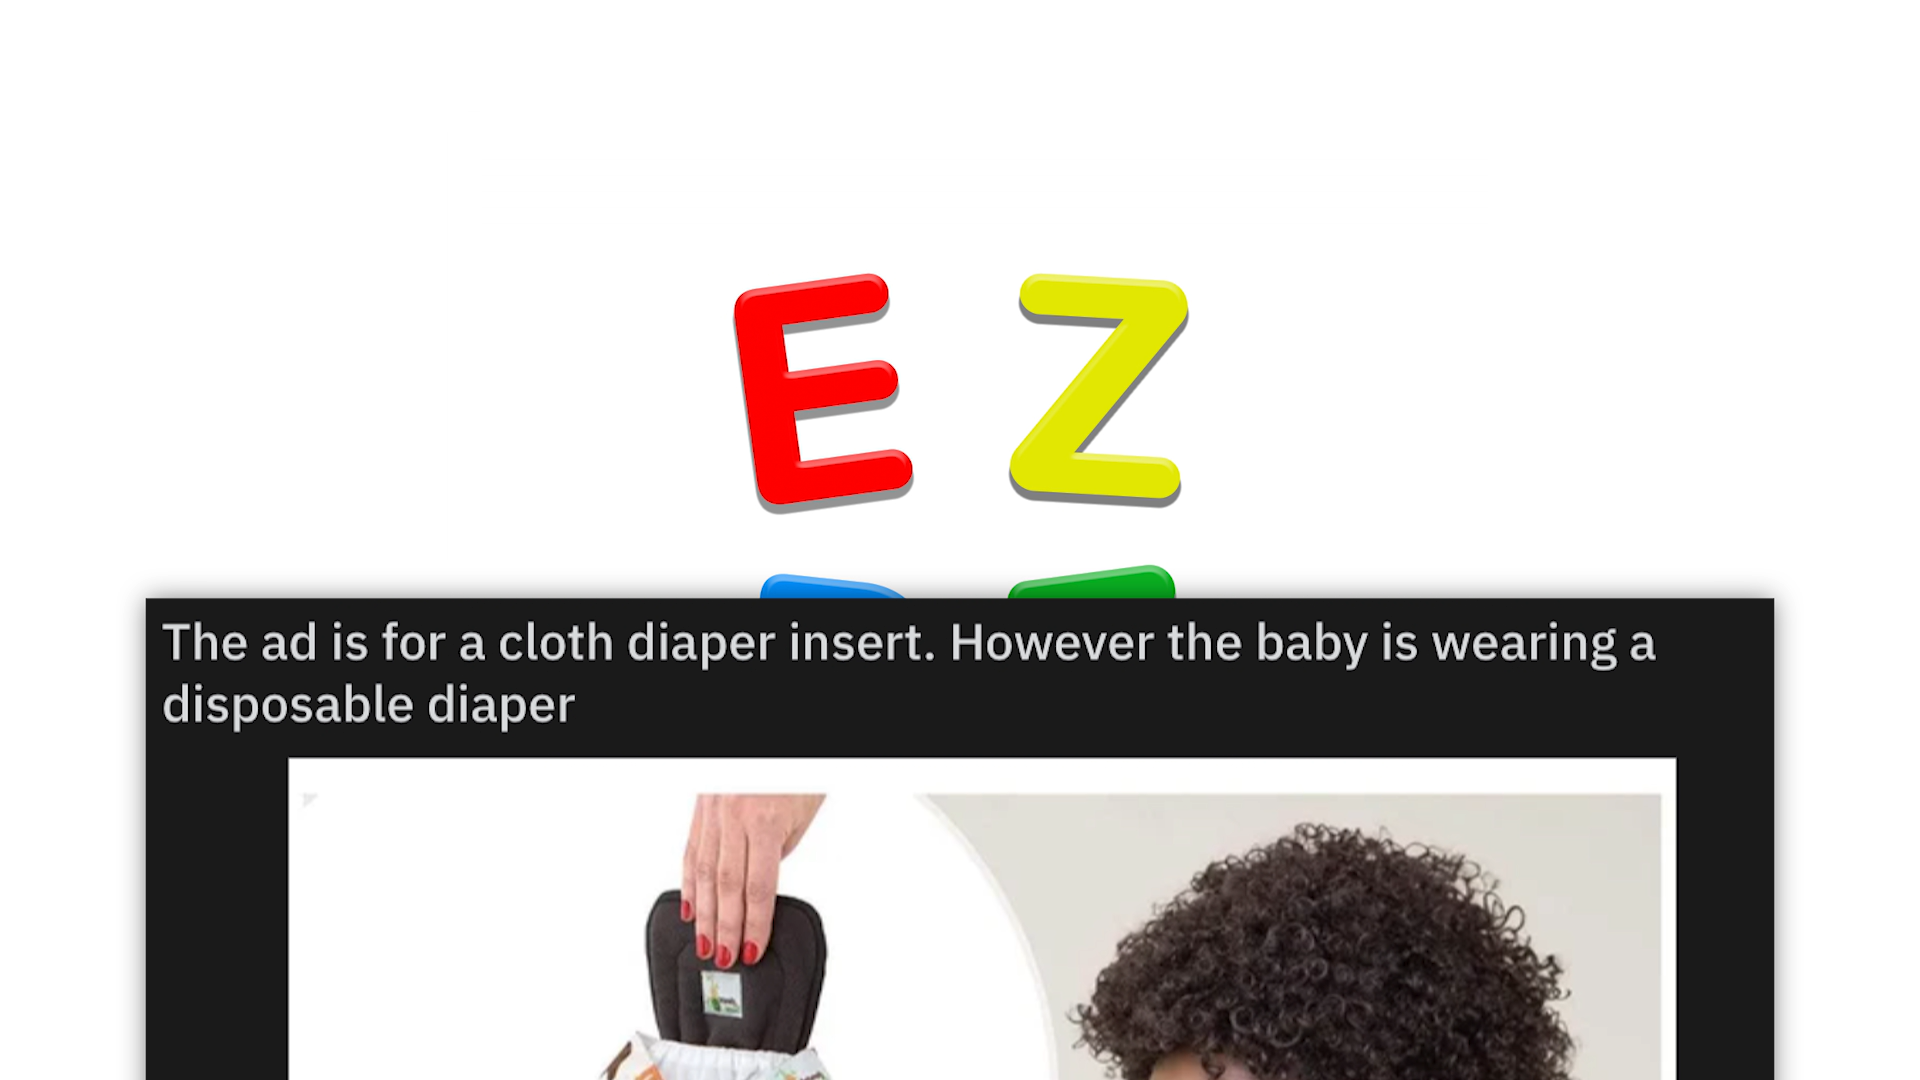 E Z
The ad is for a cloth diaper insert. However the baby is wearing a
disposable diaper